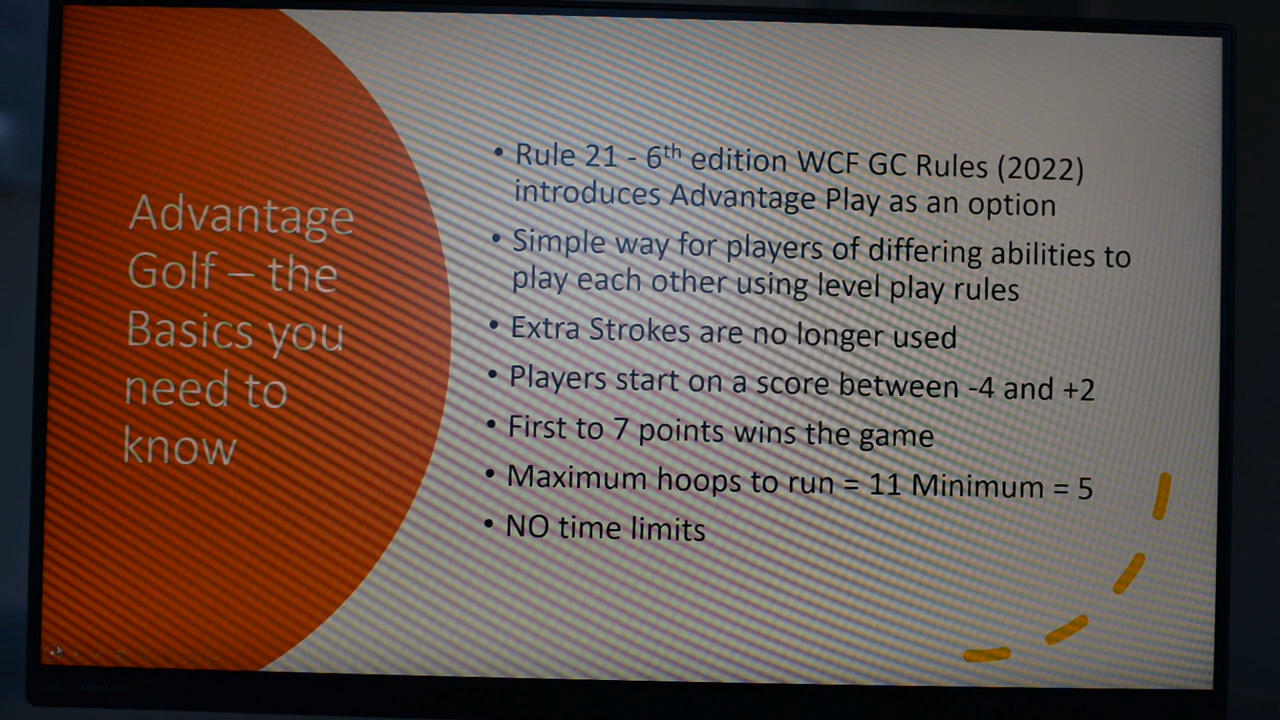 Advantage
Golf – the
Basics you
need to
know
• Rule 21 - 6th edition WCF GC Rules (2022)
introduces Advantage Play as an option
• Simple way for players of differing abilities to
play each other using level play rules
• Extra Strokes are no longer used
• Players start on a score between -4 and +2
• First to 7 points wins the game
• Maximum hoops to run = 11 Minimum = 5
• NO time limits